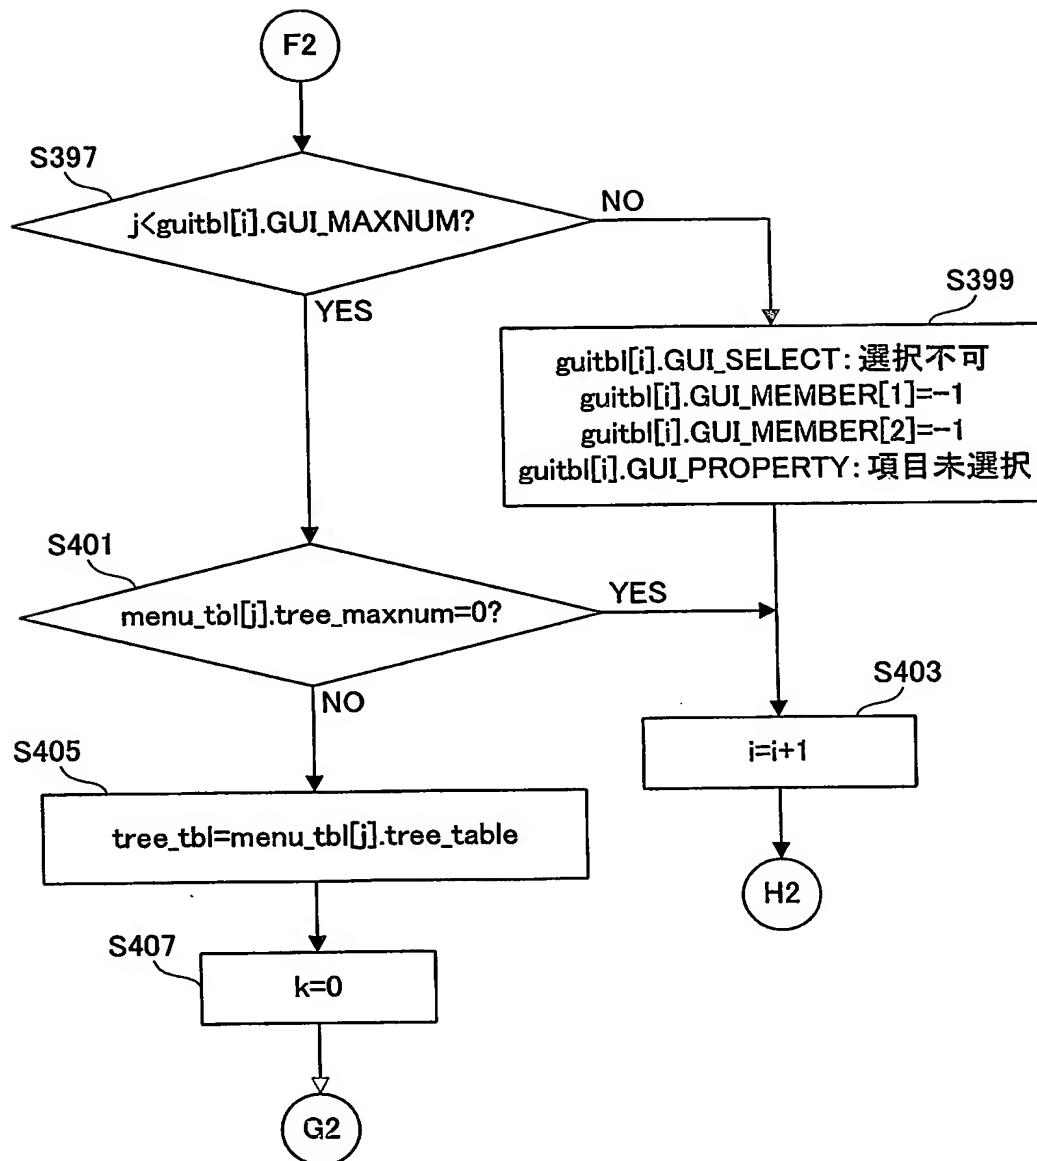 F2
S397
j<guitbl[i].GUI_MAXNUM?
NO
YES
S399
guitbl[i].GUI_SELECT:選択不可
guitbl[i].GUI_MEMBER[1]=-1
guitbl[i].GUI_MEMBER[2]=-1
guitbl[i].GUI_PROPERTY:項目未選択
S401
menu_tbl[j].tree_maxnum=0?
YES
NO
S403
i=i+1
S405
tree_tbl=menu_tbl[j].tree_table
H2
S407
k=0
G2